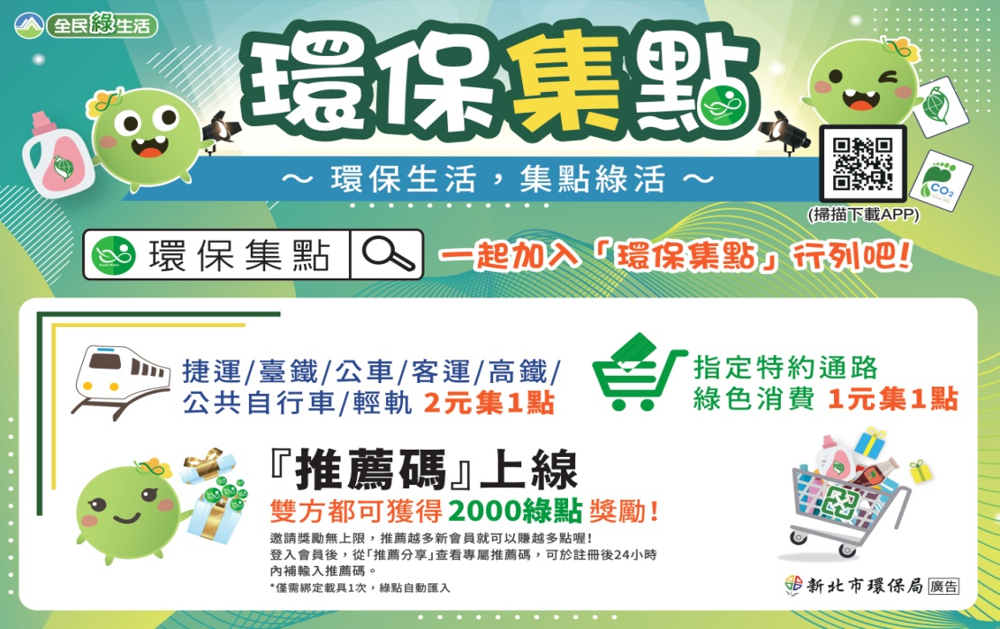 全民綠生活
環保集點
～ 環保生活，集點綠活 ～
(掃描下載APP)
CO2
環保集點
一起加入「環保集點」行列吧!
捷運/臺鐵/公車/客運/高鐵/
公共自行車/輕軌 2元集1點
指定特約通路
綠色消費 1元集1點
『推薦碼』上線
雙方都可獲得2000綠點獎勵!
邀請獎勵無上限，推薦越多新會員就可以賺越多點喔!
登入會員後，從「推薦分享」查看專屬推薦碼，可於註冊後24小時
內補輸入推薦碼。
*僅需綁定載具1次，綠點自動匯入
新北市環保局 廣告